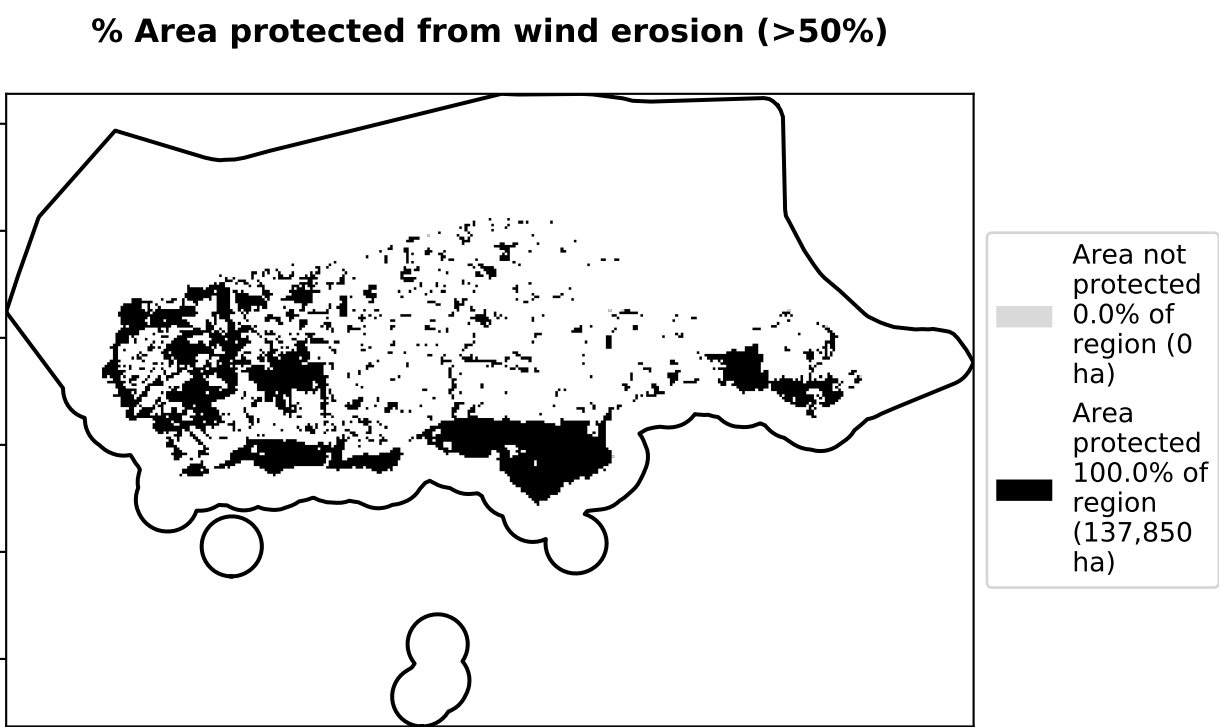 % Area protected from wind erosion (>50%)
Area not
protected
0.0% of
region (0
ha)
Area
protected
100.0% of
region
(137,850
ha)